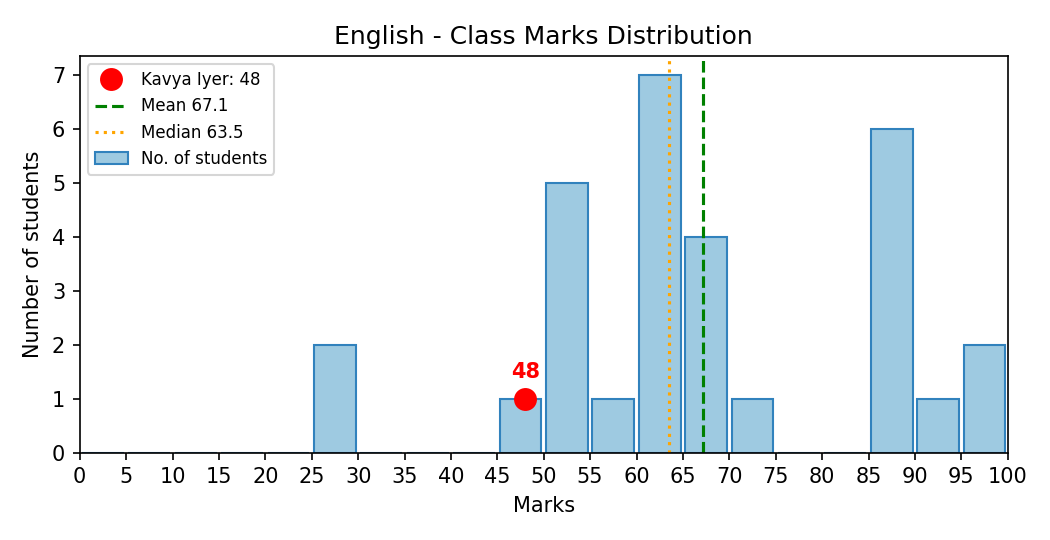 English - Class Marks Distribution
Kavya Iyer: 48
Mean 67.1
Median 63.5
No. of students
Number of students
7
6
5
4
3
2
1
0
48
0 5 10 15 20 25 30 35 40 45 50 55 60 65 70 75 80 85 90 95 100
Marks